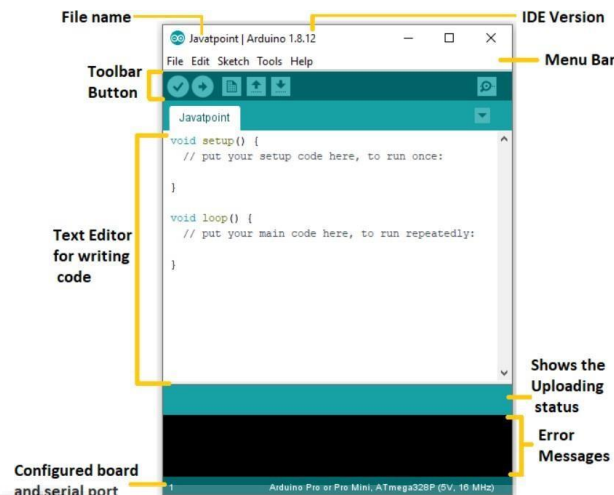 File name
IDE Version
Javatpoint | Arduino 1.8.12
File Edit Sketch Tools Help
Menu Bar
Toolbar
Button
Javatpoint
void setup() {
// put your setup code here, to run once:
}
void loop() {
// put your main code here, to run repeatedly:
}
Text Editor
for writing
code
Shows the
Uploading
status
Error
Messages
Configured board
and serial port
1
Arduino Pro or Pro Mini, ATmega328P (5V, 16 MHz)